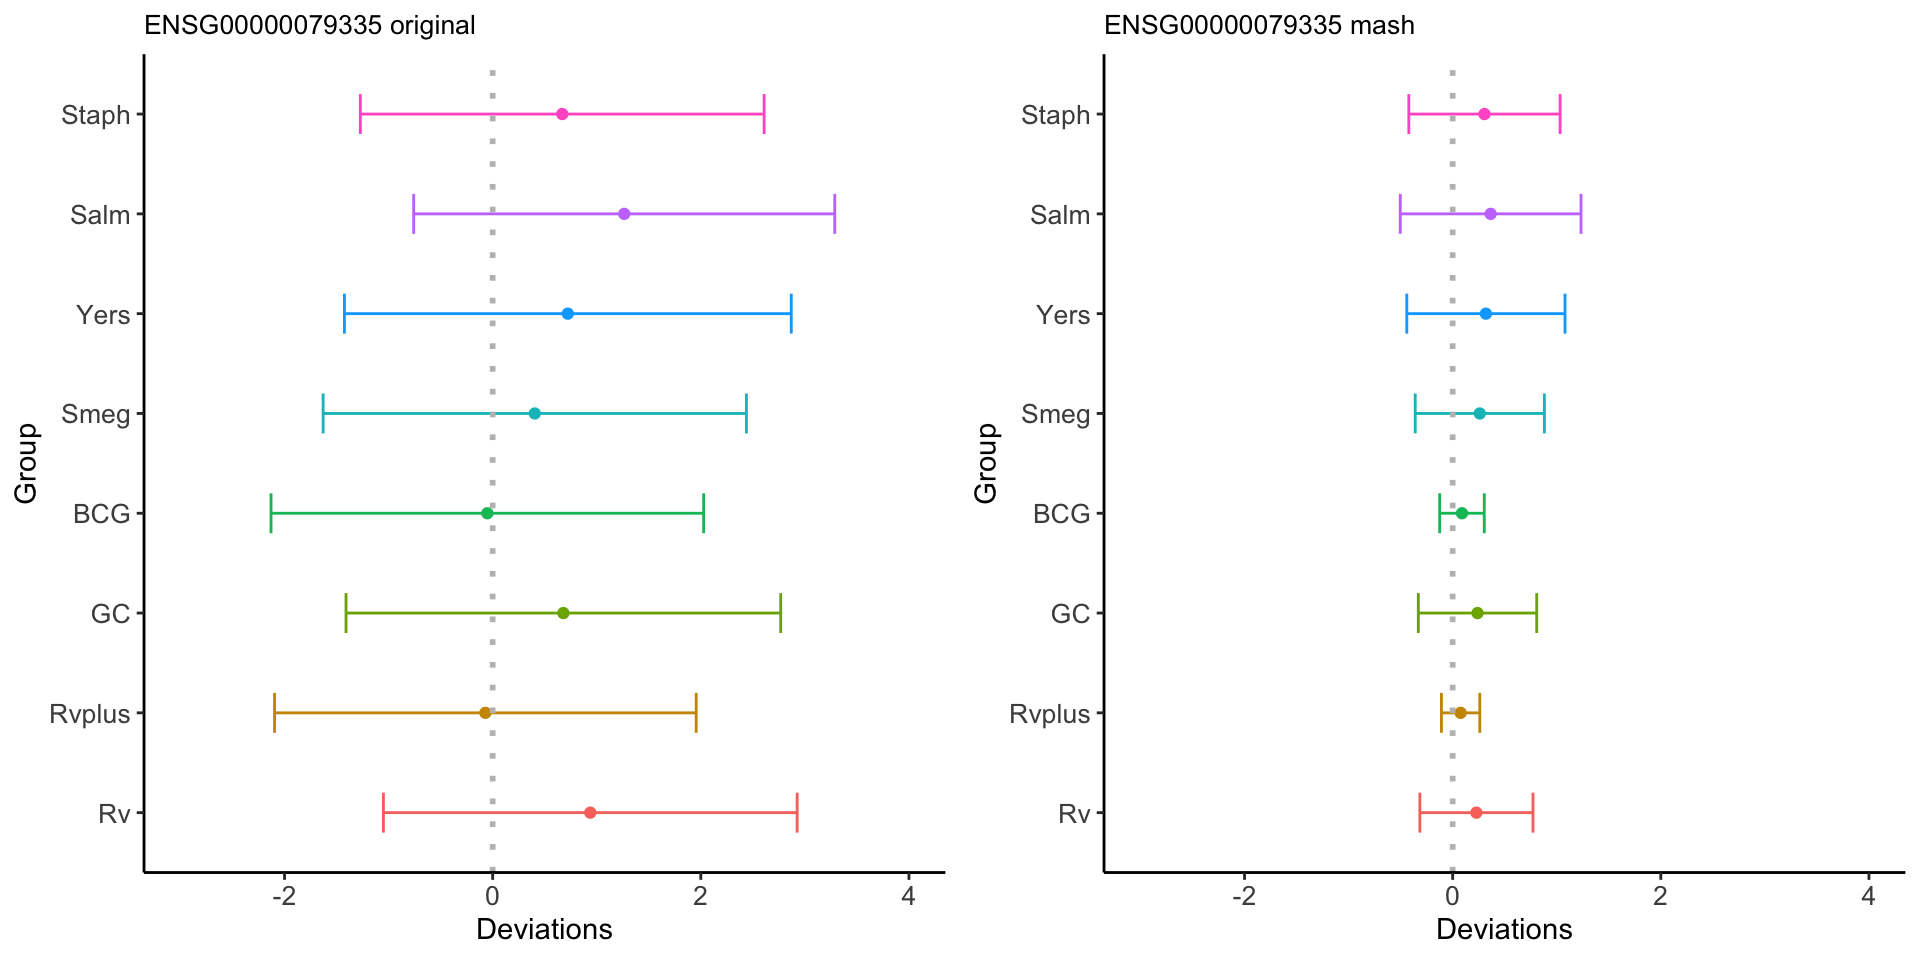 ENSG00000079335 original
Staph
Salm
Yers
Smeg
BCG
GC
Rvplus
Rv
Group
-2 0 2 4
Deviations
ENSG00000079335 mash
Staph
Salm
Yers
Smeg
BCG
GC
Rvplus
Rv
Group
-2 0 2 4
Deviations